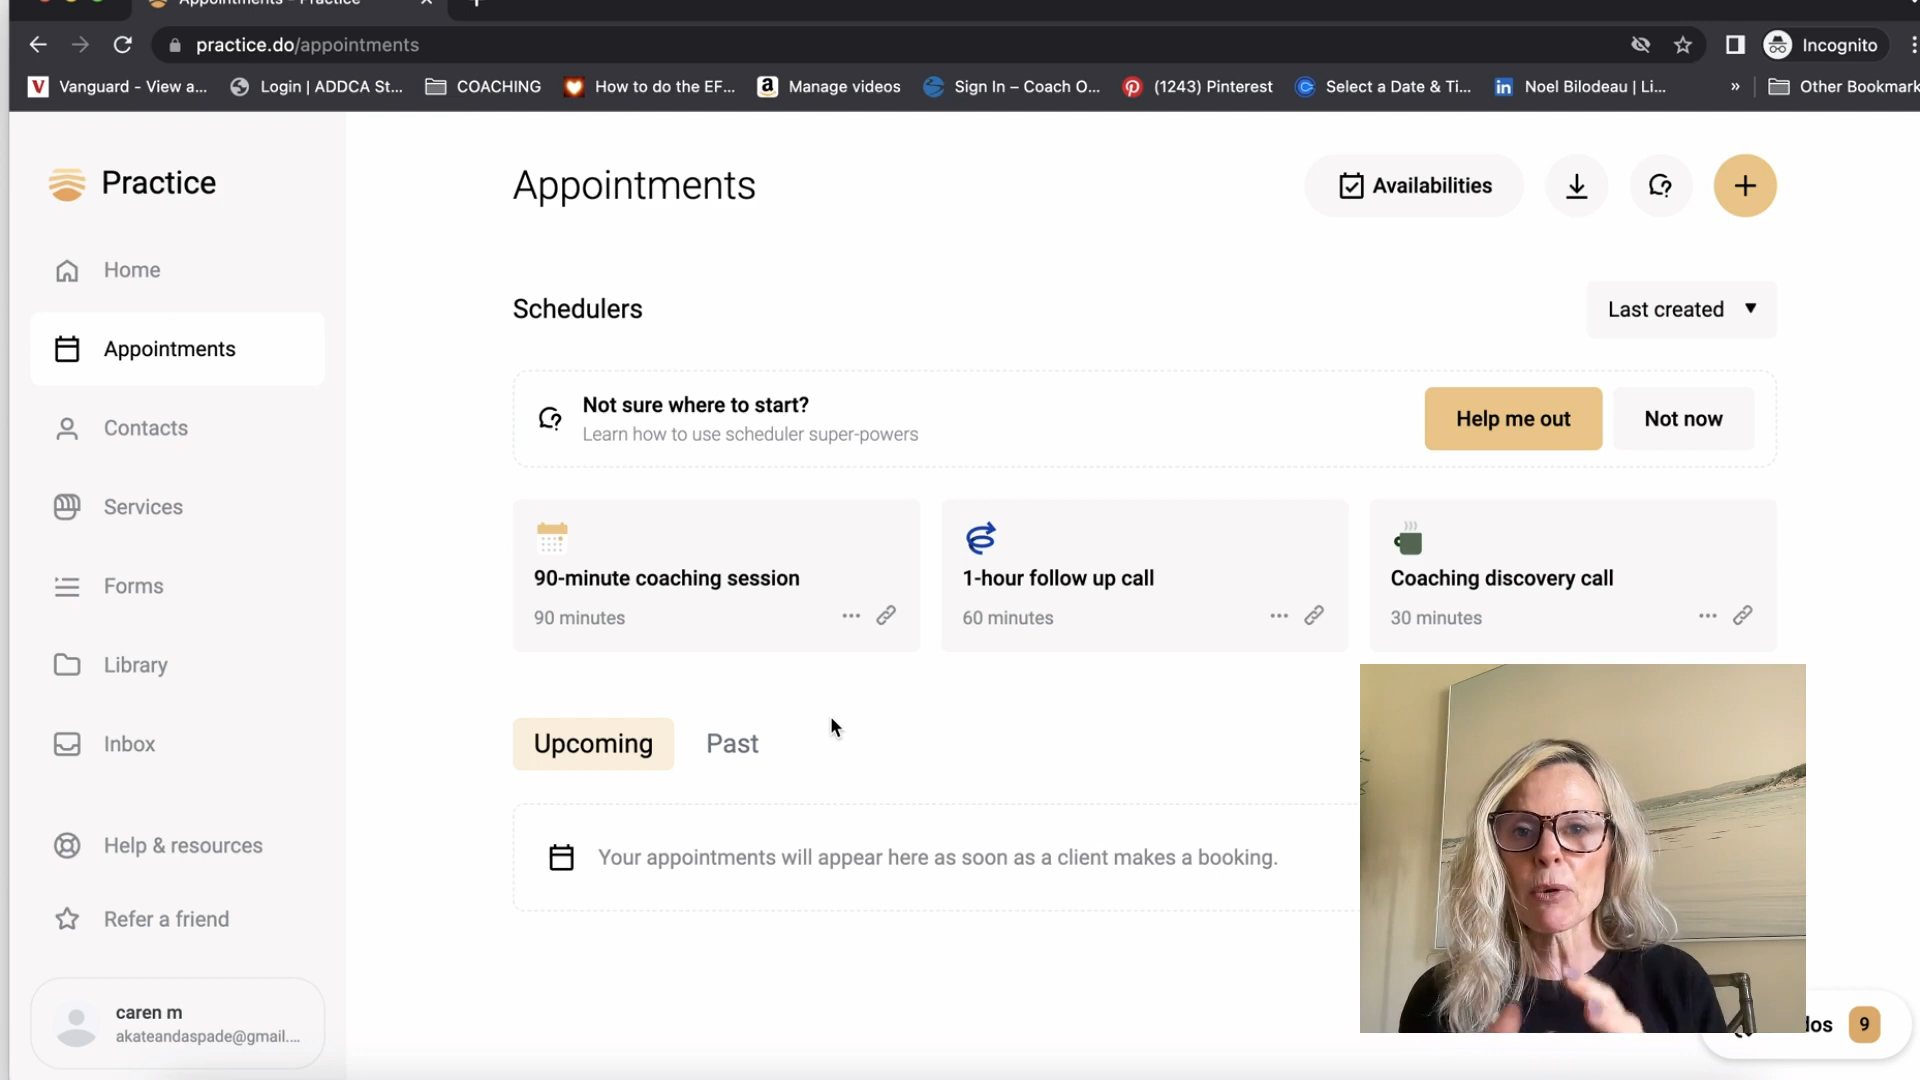 Appointments - Practice
practice.do/appointments
Incognito
Vanguard - View a...
Login | ADDCA St...
COACHING
How to do the EF...
Manage videos
Sign In – Coach O...
(1243) Pinterest
Select a Date & Ti...
Noel Bilodeau | Li...
»
Other Bookmark
Practice
Home
Appointments
Contacts
Services
Forms
Library
Inbox
Help & resources
Refer a friend
caren m
akateandaspade@gmail....
Appointments
Availabilities
Schedulers
Last created
Not sure where to start?
Learn how to use scheduler super-powers
Help me out
Not now
90-minute coaching session
90 minutes
1-hour follow up call
60 minutes
Coaching discovery call
30 minutes
Upcoming
Past
Your appointments will appear here as soon as a client makes a booking.
9